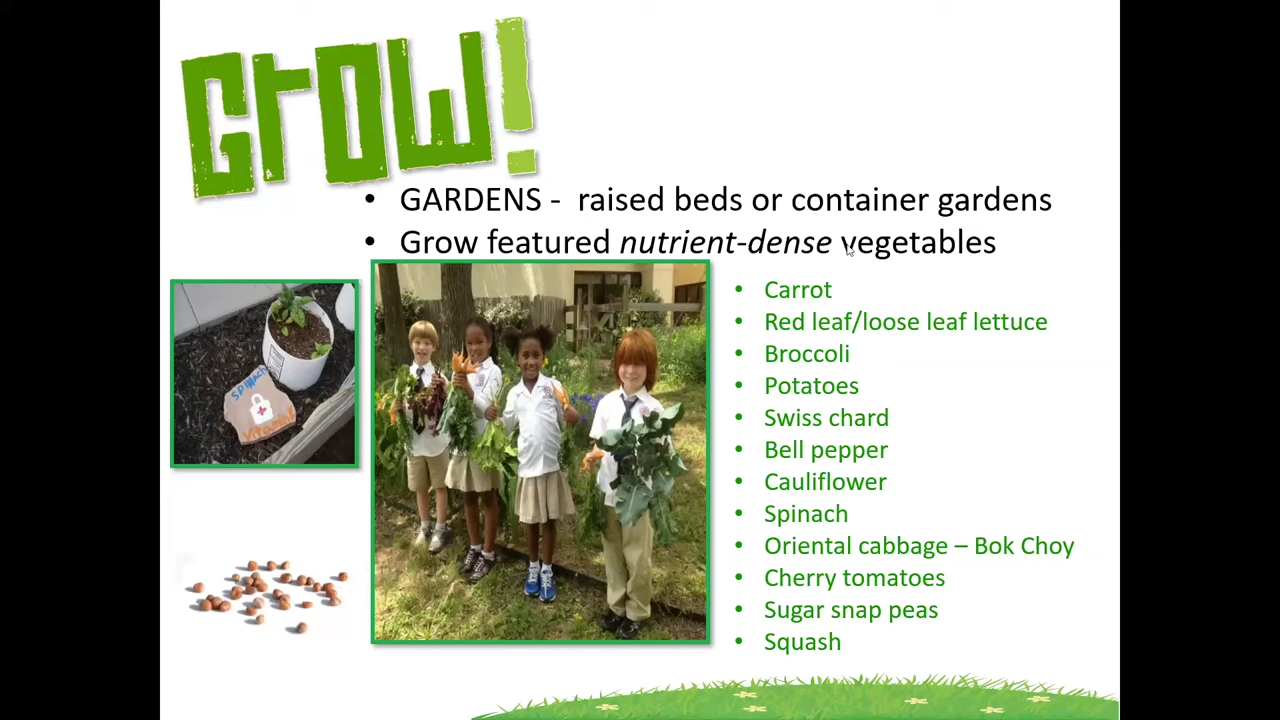 Grow!
• GARDENS - raised beds or container gardens
• Grow featured nutrient-dense vegetables
SPINACH
• Carrot
• Red leaf/loose leaf lettuce
• Broccoli
• Potatoes
• Swiss chard
• Bell pepper
• Cauliflower
• Spinach
• Oriental cabbage – Bok Choy
• Cherry tomatoes
• Sugar snap peas
• Squash